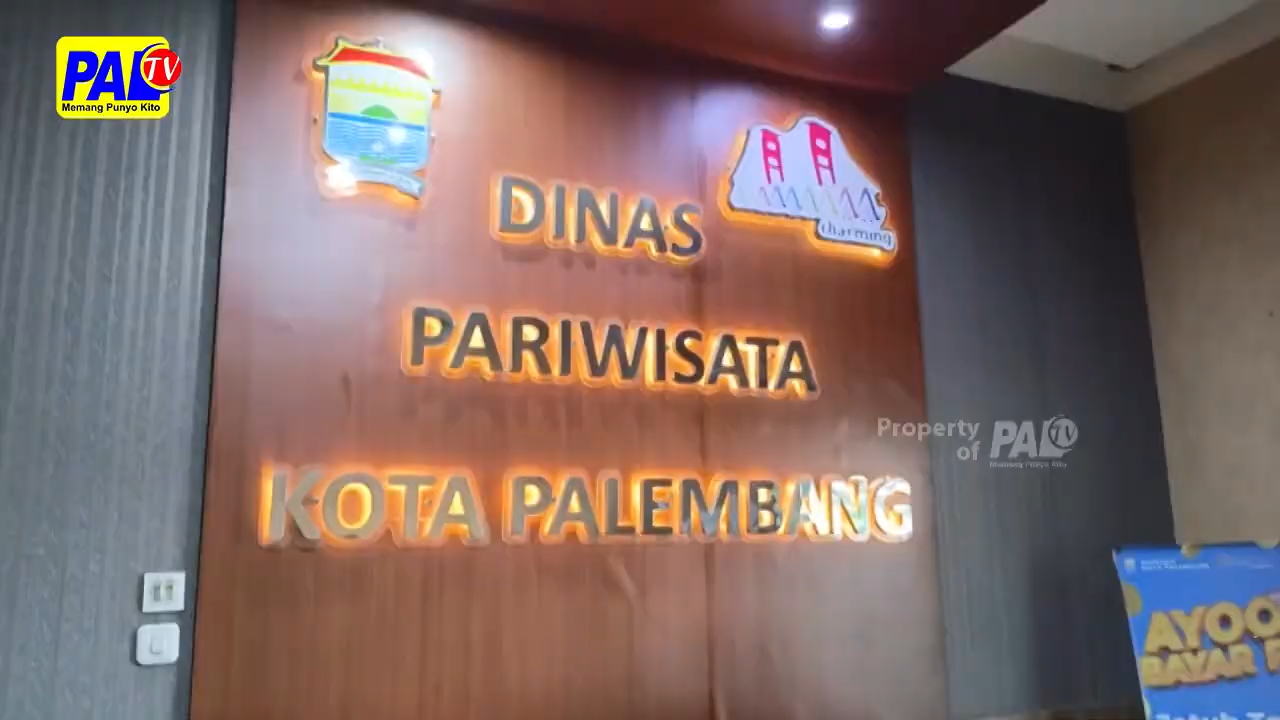 PAL TV
Memang Punyo Kito
DINAS
charming
PARIWISATA
KOTA PALEMBANG
Property
of PAL TV
Memang Punyo Kito
AYOO
BAYAR